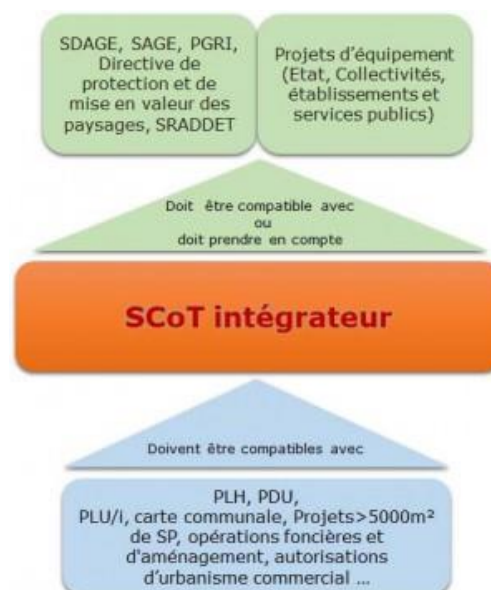 SDAGE, SAGE, PGRI,
Directive de
protection et de
mise en valeur des
paysages, SRADDET
Projets d’équipement
(Etat, Collectivités,
établissements et
services publics)
Doit être compatible avec
ou
doit prendre en compte
SCoT intégrateur
Doivent être compatibles avec
PLH, PDU,
PLU/i, carte communale, Projets>5000m²
de SP, opérations foncières et
d'aménagement, autorisations
d’urbanisme commercial ...